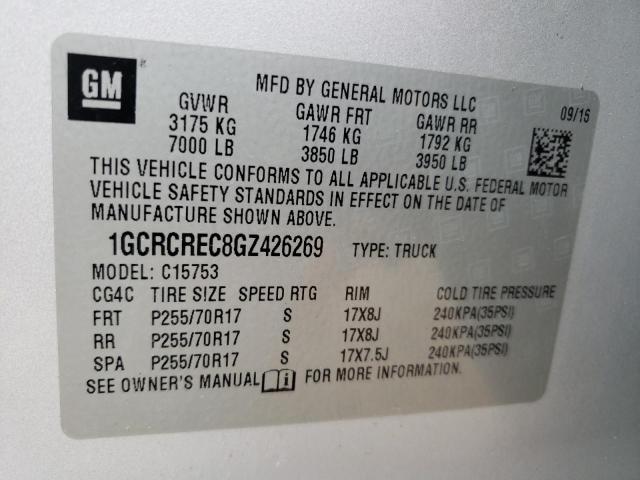 GM
MFD BY GENERAL MOTORS LLC
09/16
GVWR GAWR FRT GAWR RR
3175 KG 1746 KG 1792 KG
7000 LB 3850 LB 3950 LB
THIS VEHICLE CONFORMS TO ALL APPLICABLE U.S. FEDERAL MOTOR
VEHICLE SAFETY STANDARDS IN EFFECT ON THE DATE OF
MANUFACTURE SHOWN ABOVE.
1GCRCREC8GZ426269 TYPE: TRUCK
MODEL: C15753
CG4C TIRE SIZE SPEED RTG RIM COLD TIRE PRESSURE
FRT P255/70R17 S 17X8J 240KPA(35PSI)
RR P255/70R17 S 17X8J 240KPA(35PSI)
SPA P255/70R17 S 17X7.5J 240KPA(35PSI)
SEE OWNER'S MANUAL i FOR MORE INFORMATION.